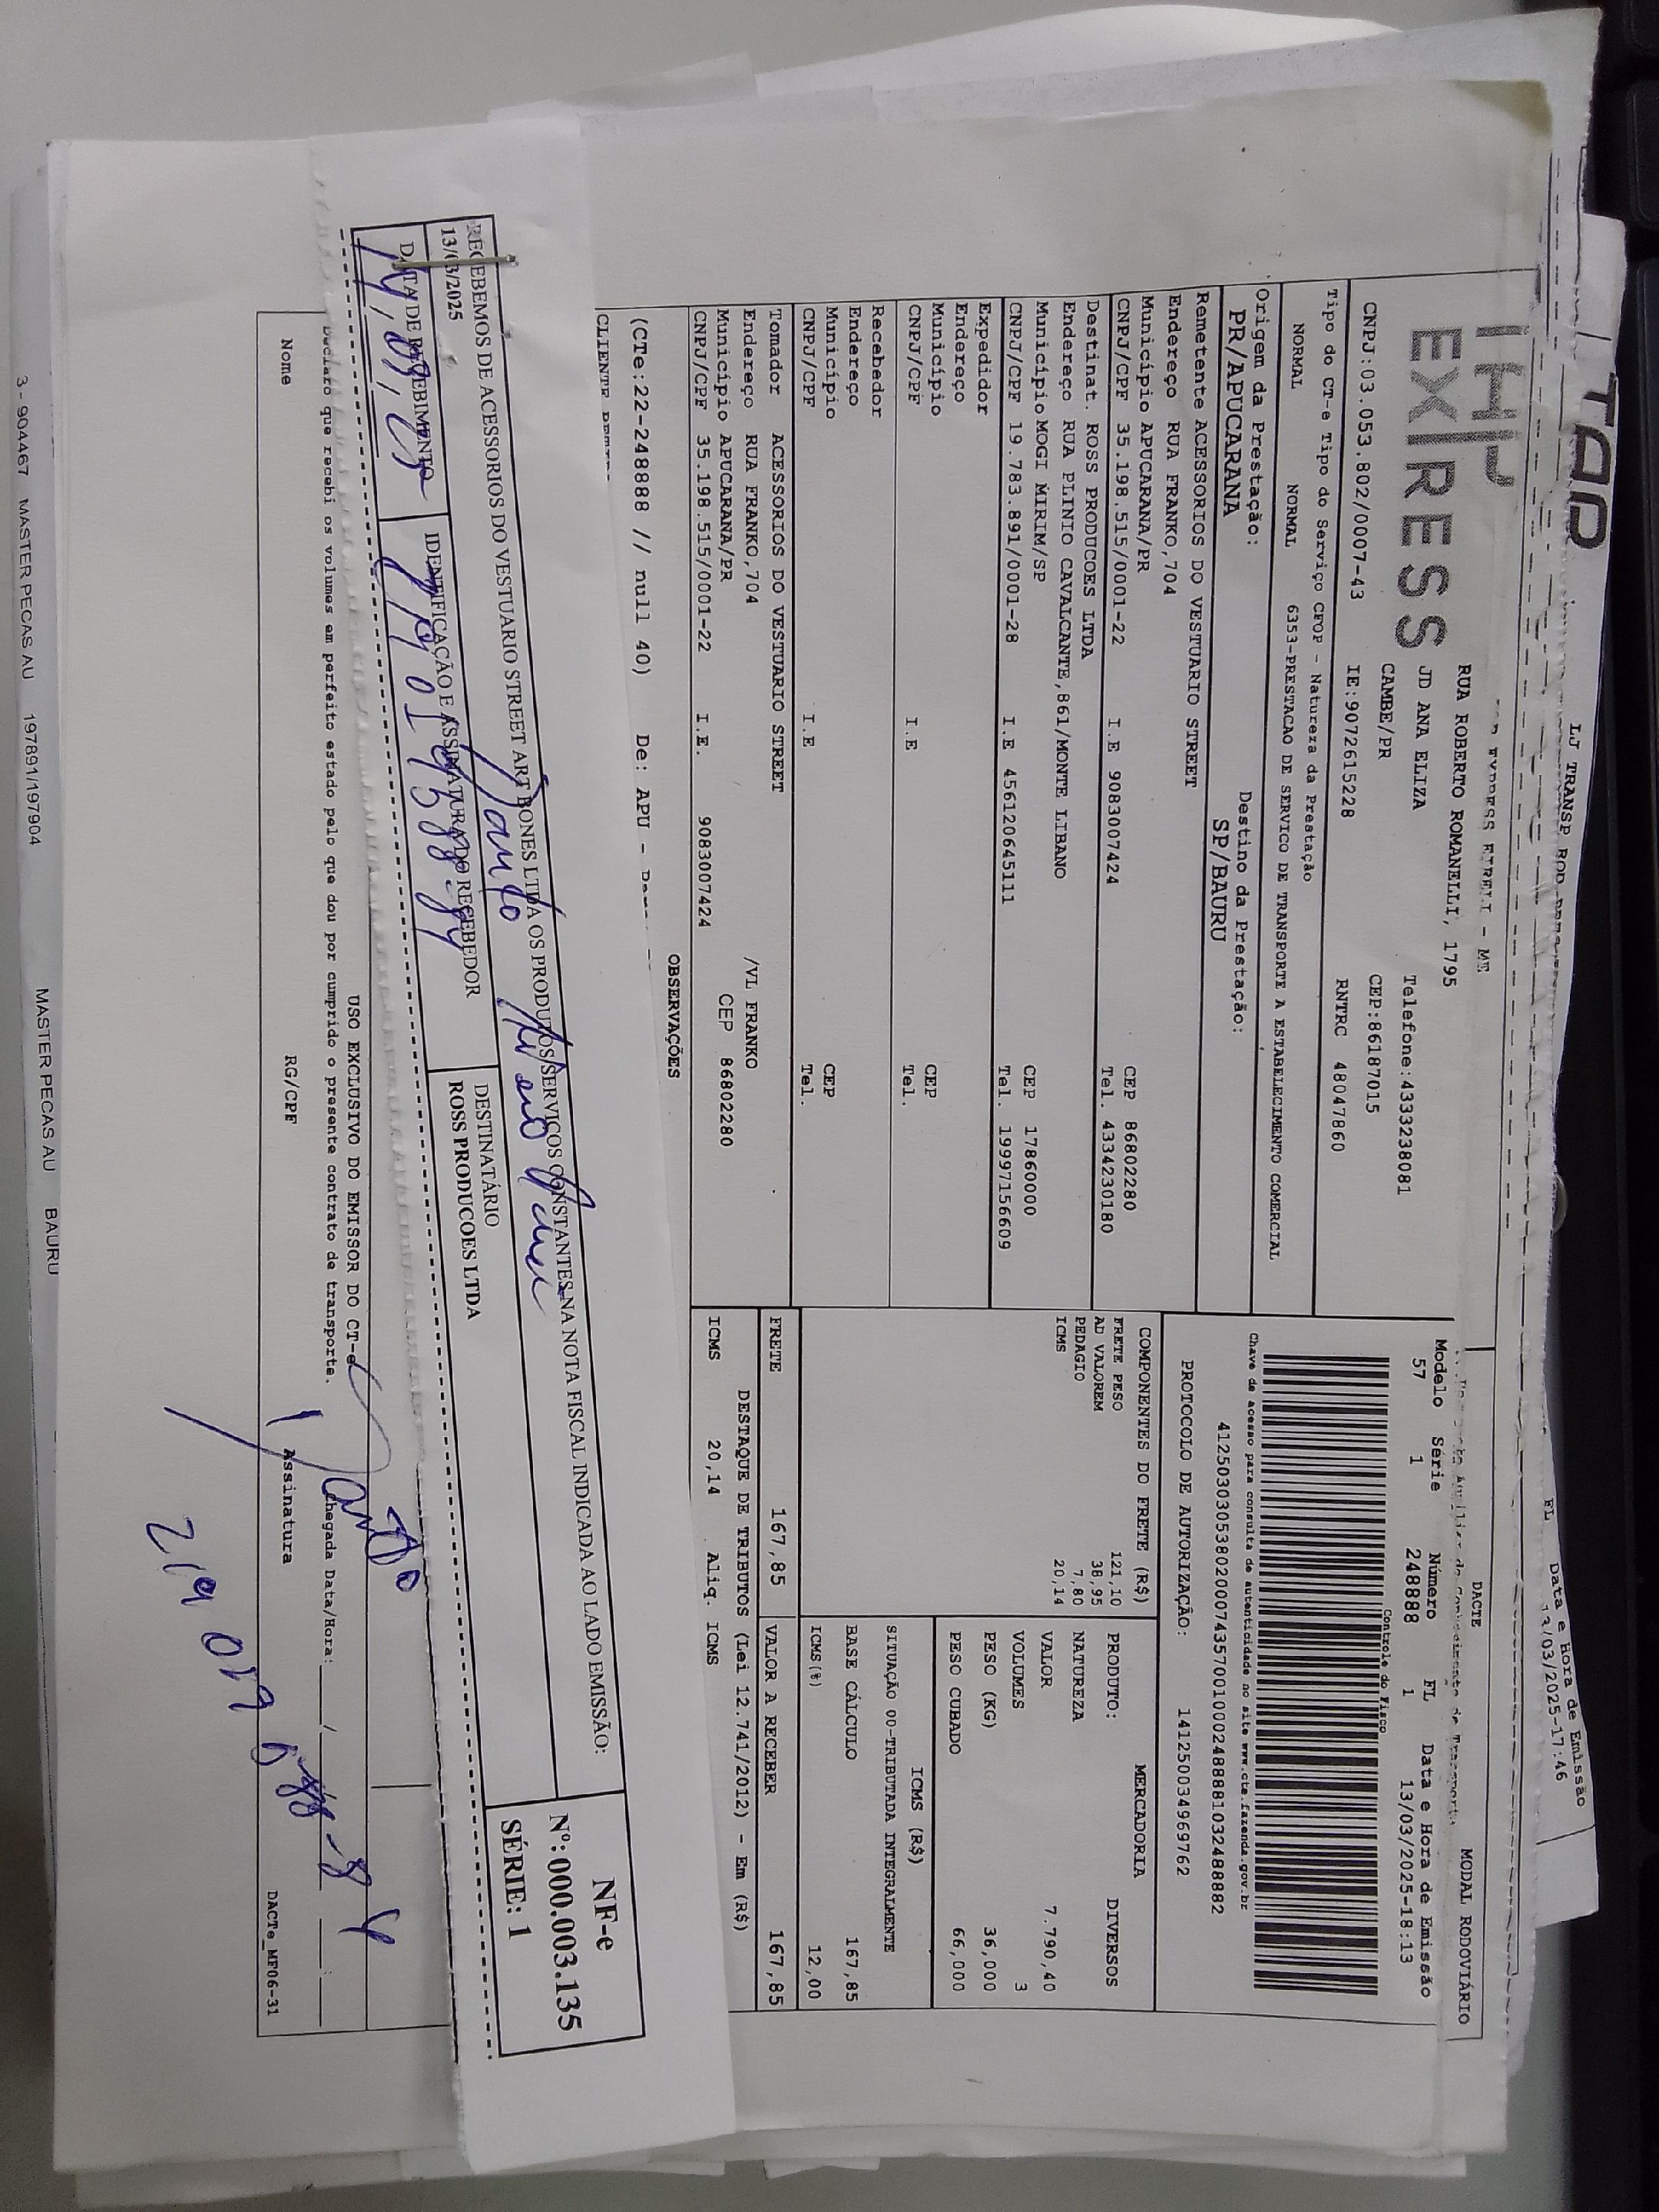 TAD
LJ TRANSP ROD
FL
Data e Hora de Emissão
13/03/2025-17:46
EXPRESS
EXPRESS EIRELI - ME
RUA ROBERTO ROMANELLI, 1795
JD ANA ELIZA
CAMBE/PR
Telefone:4333238081
CEP:86187015
CNPJ:03.053.802/0007-43
IE:9072615228
RNTRC 48047860
DACTE
MODAL RODOVIÁRIO
Modelo Série Número FL Data e Hora de Emissão
57 1 24888 1 13/03/2025-18:13
Controle do Fisco
Chave de acesso para consulta de autenticidade no site www.cte.fazenda.gov.br
41250303053802000743570010000248881032488882
PROTOCOLO DE AUTORIZAÇÃO: 141250034969762
Tipo do CT-e Tipo do Serviço CFOP - Natureza da Prestação
NORMAL NORMAL 6353-PRESTACAO DE SERVICO DE TRANSPORTE A ESTABELECIMENTO COMERCIAL
Origem da Prestação: Destino da Prestação:
PR/APUCARANA SP/BAURU
Remetente ACESSORIOS DO VESTUARIO STREET
Endereço RUA FRANKO,704
Município APUCARANA/PR CEP 86802280
CNPJ/CPF 35.198.515/0001-22 I.E 9083007424 Tel. 433423​0180
Destinat. ROSS PRODUCOES LTDA
Endereço RUA PLINIO CAVALCANTE,861/MONTE LIBANO
Município MOGI MIRIM/SP CEP 17860000
CNPJ/CPF 19.783.891/0001-28 I.E 456120645111 Tel. 19997156609
Expedidor
Endereço
Município CEP
CNPJ/CPF I.E Tel.
Recebedor
Endereço
Município CEP
CNPJ/CPF I.E Tel.
Tomador ACESSORIOS DO VESTUARIO STREET
Endereço RUA FRANKO,704 /VL FRANKO
Município APUCARANA/PR CEP 86802280
CNPJ/CPF 35.198.515/0001-22 I.E. 9083007424
COMPONENTES DO FRETE (R$)
FRETE PESO 121,10
AD VALOREM 38,95
PEDAGIO 7,80
ICMS 20,14
MERCADORIA
PRODUTO: DIVERSOS
NATUREZA
VALOR 7.790,40
VOLUMES 3
PESO (KG) 36,000
PESO CUBADO 66,000
ICMS (R$)
SITUAÇÃO 00-TRIBUTADA INTEGRALMENTE
BASE CÁLCULO 167,85
ICMS(%) 12,00
FRETE 167,85 VALOR A RECEBER 167,85
DESTAQUE DE TRIBUTOS (Lei 12.741/2012) - Em (R$)
ICMS 20,14 Aliq. ICMS
OBSERVAÇÕES
(CTe:22-248888 // null 40) De: APU -
CLIENTE
RECEBEMOS DE ACESSORIOS DO VESTUARIO STREET ART BONES LTDA OS PRODUTOS/SERVIÇOS CONSTANTES NA NOTA FISCAL INDICADA AO LADO EMISSÃO:
13/03/2025
DATA DE RECEBIMENTO
IDENTIFICAÇÃO E ASSINATURA DO RECEBEDOR
DESTINATÁRIO
ROSS PRODUCOES LTDA
NF-e
Nº: 000.003.135
SÉRIE: 1
USO EXCLUSIVO DO EMISSOR DO CT-e
Declaro que recebi os volumes em perfeito estado pelo que dou por cumprido o presente contrato de transporte.
Chegada Data/Hora: / / :
Nome RG/CPF Assinatura
DACTe_MF06-31
3 - 904467 MASTER PECAS AU 197891/197904 MASTER PECAS AU BAURU